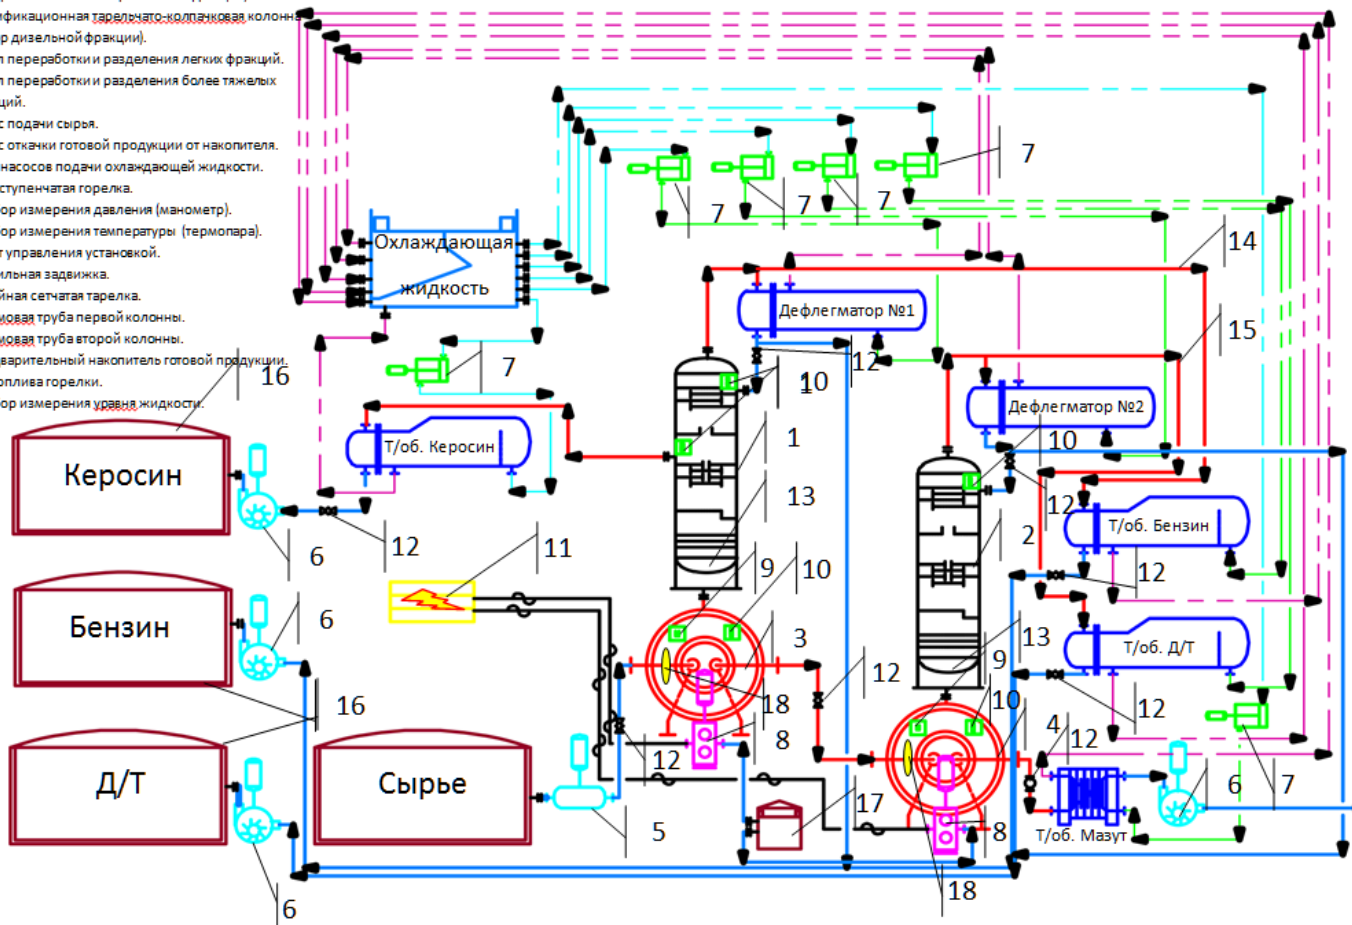 фикационная тарельчато-колпачковая колонна
р дизельной фракции).
л переработки и разделения легких фракций.
л переработки и разделения более тяжелых
ций.
с подачи сырья.
с откачки готовой продукции от накопителя.
насосов подачи охлаждающей жидкости.
ступенчатая горелка.
ор измерения давления (манометр).
ор измерения температуры (термопара).
т управления установкой.
ильная задвижка.
йная сетчатая тарелка.
мовая труба первой колонны.
мовая труба второй колонны.
варительный накопитель готовой продукции.
оплива горелки.
ор измерения уравня жидкости.
7
7
7
7
14
Охлаждающая
жидкость
Дефлегматор №1
15
12
16
7
10
1
Дефлегматор №2
Т/об. Керосин
1
10
Керосин
13
12
Т/об. Бензин
2
6
12
11
9
10
12
Бензин
6
3
13
Т/об. Д/Т
9
12
16
18
10
12
8
4
12
Д/Т
Сырье
12
6
7
5
17
8
Т/об. Мазут
6
18